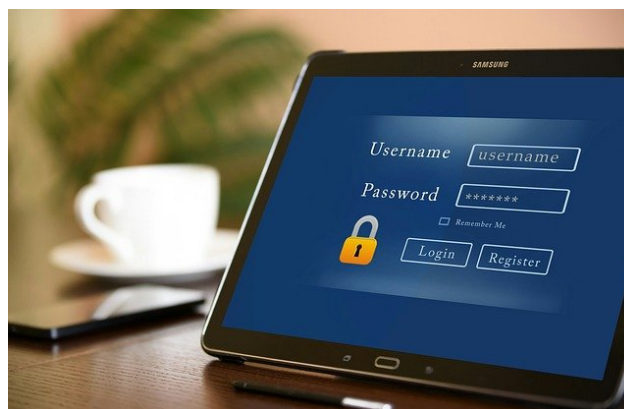 SAMSUNG
Username username
Password *******
Remember Me
Login Register